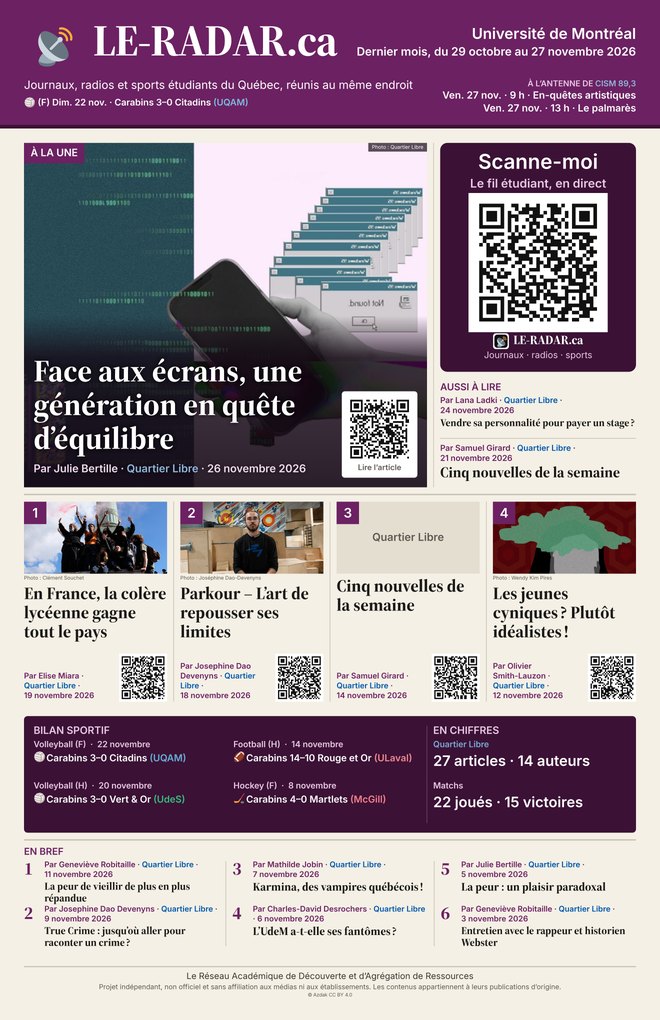 LE-RADAR.ca
Université de Montréal
Dernier mois, du 29 octobre au 27 novembre 2026
Journaux, radios et sports étudiants du Québec, réunis au même endroit
(F) Dim. 22 nov. · Carabins 3–0 Citadins (UQAM)
À L'ANTENNE DE CISM 89,3
Ven. 27 nov. · 9 h · En-quêtes artistiques
Ven. 27 nov. · 13 h · Le palmarès
À LA UNE
Photo : Quartier Libre
Not found
Face aux écrans, une
génération en quête
d'équilibre
Par Julie Bertille · Quartier Libre · 26 novembre 2026
Lire l'article
Scanne-moi
Le fil étudiant, en direct
LE-RADAR.ca
Journaux · radios · sports
AUSSI À LIRE
Par Lana Ladki · Quartier Libre ·
24 novembre 2026
Vendre sa personnalité pour payer un stage ?
Par Samuel Girard · Quartier Libre ·
21 novembre 2026
Cinq nouvelles de la semaine
1
Photo : Clément Souchet
En France, la colère
lycéenne gagne
tout le pays
Par Elise Miara ·
Quartier Libre ·
19 novembre 2026
2
Photo : Joséphine Dao-Devenyns
Parkour – L'art de
repousser ses
limites
Par Josephine Dao
Devenyns · Quartier
Libre ·
18 novembre 2026
3
Quartier Libre
Cinq nouvelles de
la semaine
Par Samuel Girard ·
Quartier Libre ·
14 novembre 2026
4
Photo : Wendy Kim Pires
Les jeunes
cyniques ? Plutôt
idéalistes !
Par Olivier
Smith-Lauzon ·
Quartier Libre ·
12 novembre 2026
BILAN SPORTIF
Volleyball (F) · 22 novembre
Carabins 3–0 Citadins (UQAM)
Football (H) · 14 novembre
Carabins 14–10 Rouge et Or (ULaval)
Volleyball (H) · 20 novembre
Carabins 3–0 Vert & Or (UdeS)
Hockey (F) · 8 novembre
Carabins 4–0 Martlets (McGill)
EN CHIFFRES
Quartier Libre
27 articles · 14 auteurs
Matchs
22 joués · 15 victoires
EN BREF
1
Par Geneviève Robitaille · Quartier Libre ·
11 novembre 2026
La peur de vieillir de plus en plus
répandue
2
Par Josephine Dao Devenyns · Quartier Libre ·
9 novembre 2026
True Crime : jusqu'où aller pour
raconter un crime ?
3
Par Mathilde Jobin · Quartier Libre ·
7 novembre 2026
Karmina, des vampires québécois !
4
Par Charles-David Desrochers · Quartier Libre
· 6 novembre 2026
L'UdeM a-t-elle ses fantômes ?
5
Par Julie Bertille · Quartier Libre ·
5 novembre 2026
La peur : un plaisir paradoxal
6
Par Geneviève Robitaille · Quartier Libre ·
3 novembre 2026
Entretien avec le rappeur et historien
Webster
Le Réseau Académique de Découverte et d'Agrégation de Ressources
Projet indépendant, non officiel et sans affiliation aux médias ni aux établissements. Les contenus appartiennent à leurs publications d'origine.
© Azdak CC BY 4.0